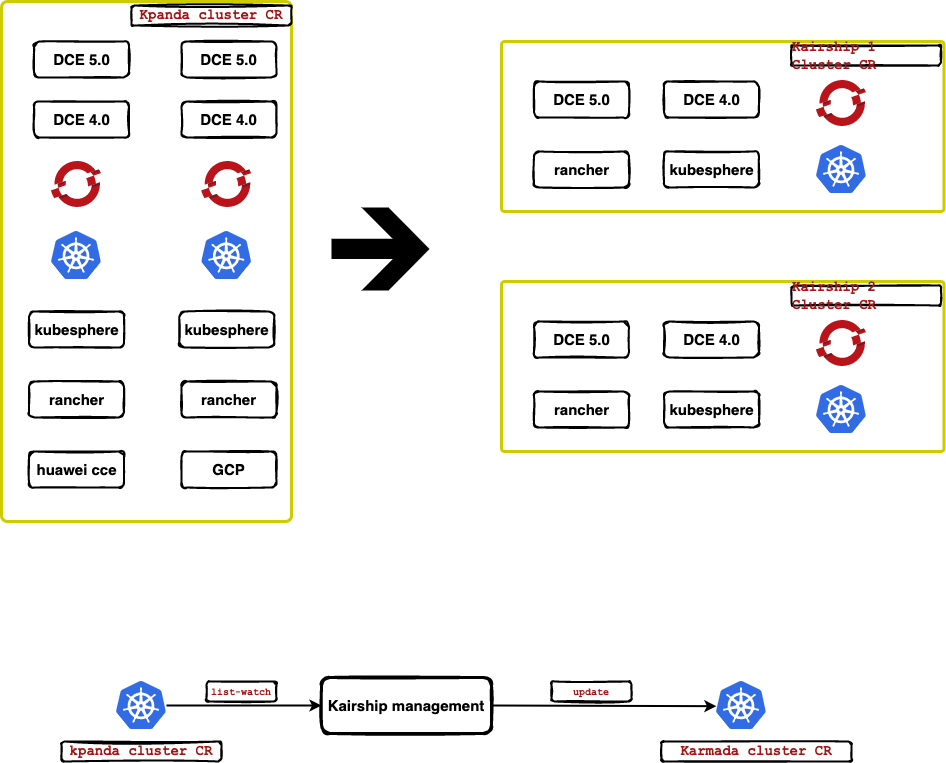 Kpanda cluster CR
DCE 5.0
DCE 5.0
DCE 4.0
DCE 4.0
kubesphere
kubesphere
rancher
rancher
huawei cce
GCP
Kairship 1
Cluster CR
DCE 5.0
DCE 4.0
rancher
kubesphere
Kairship 2
Cluster CR
DCE 5.0
DCE 4.0
rancher
kubesphere
list-watch
Kairship management
update
kpanda cluster CR
Karmada cluster CR